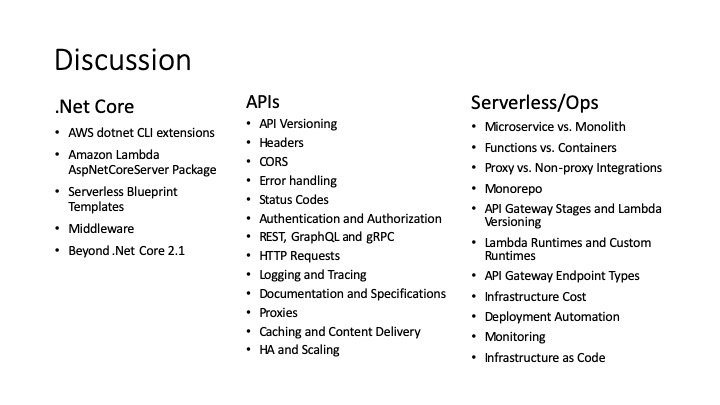 Discussion
.Net Core
• AWS dotnet CLI extensions
• Amazon Lambda
AspNetCoreServer Package
• Serverless Blueprint
Templates
• Middleware
• Beyond .Net Core 2.1
APIs
• API Versioning
• Headers
• CORS
• Error handling
• Status Codes
• Authentication and Authorization
• REST, GraphQL and gRPC
• HTTP Requests
• Logging and Tracing
• Documentation and Specifications
• Proxies
• Caching and Content Delivery
• HA and Scaling
Serverless/Ops
• Microservice vs. Monolith
• Functions vs. Containers
• Proxy vs. Non-proxy Integrations
• Monorepo
• API Gateway Stages and Lambda
Versioning
• Lambda Runtimes and Custom
Runtimes
• API Gateway Endpoint Types
• Infrastructure Cost
• Deployment Automation
• Monitoring
• Infrastructure as Code